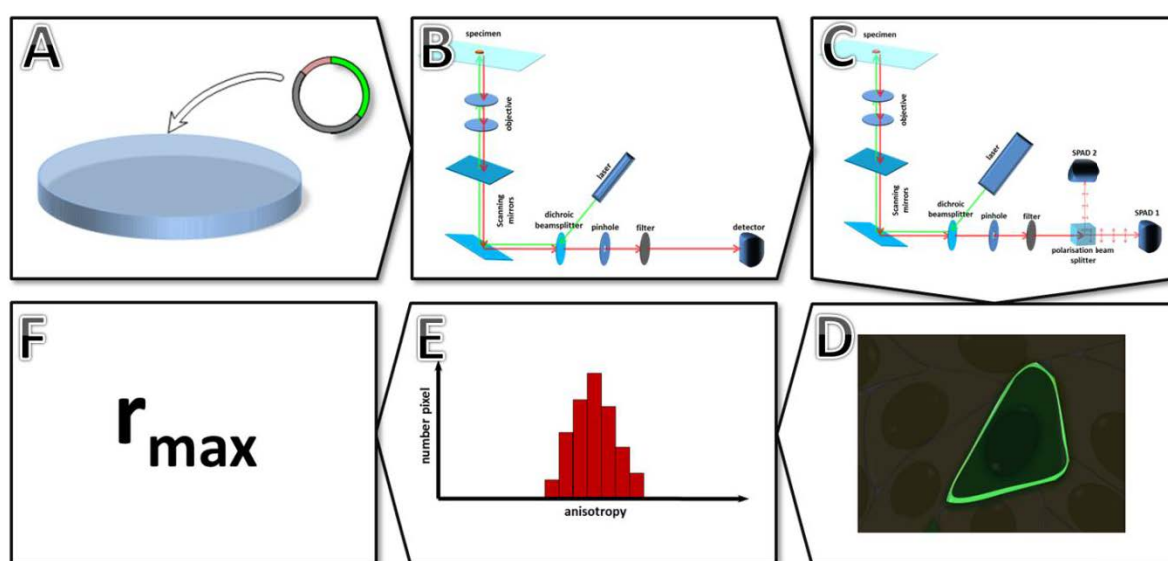 A
B
specimen
objective
Scanning
mirrors
laser
dichroic
beamsplitter
pinhole
filter
detector
C
specimen
objective
Scanning
mirrors
laser
dichroic
beamsplitter
pinhole
filter
SPAD 2
SPAD 1
polarisation beam
splitter
F
r max
E
number pixel
anisotropy
D